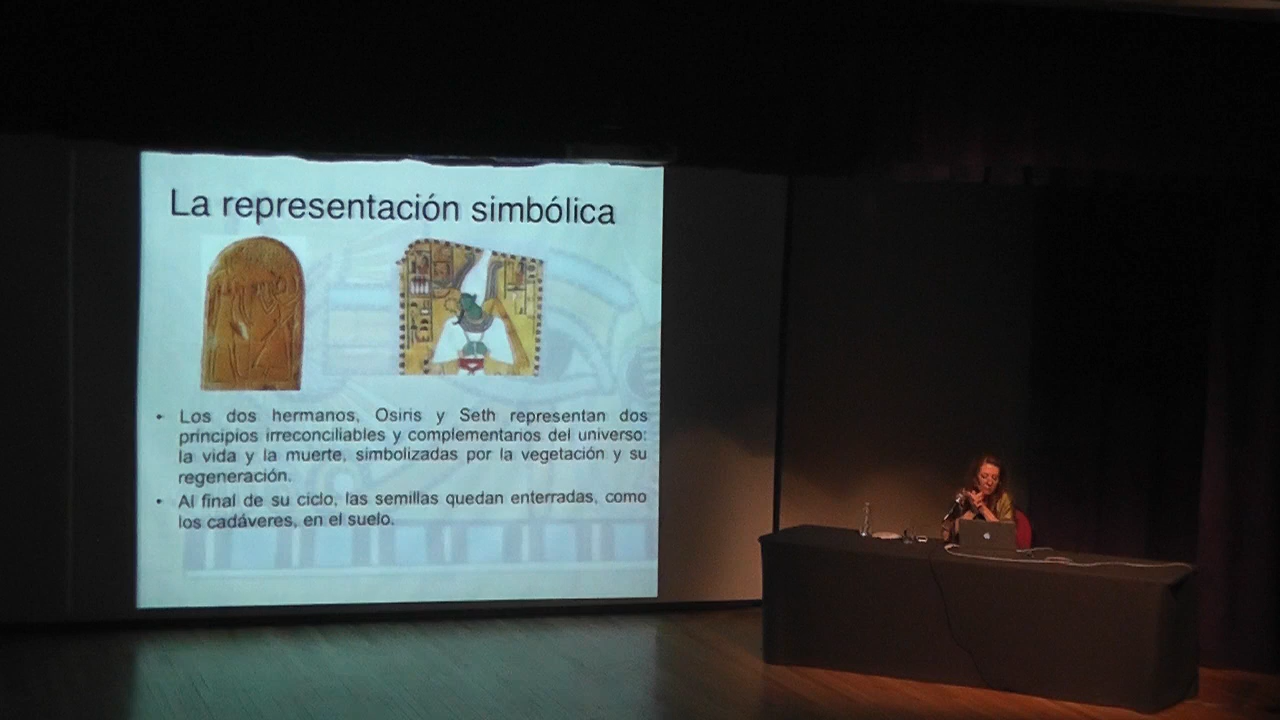 La representación simbólica
• Los dos hermanos, Osiris y Seth representan dos
principios irreconciliables y complementarios del universo:
la vida y la muerte, simbolizadas por la vegetación y su
regeneración.
• Al final de su ciclo, las semillas quedan enterradas, como
los cadáveres, en el suelo.